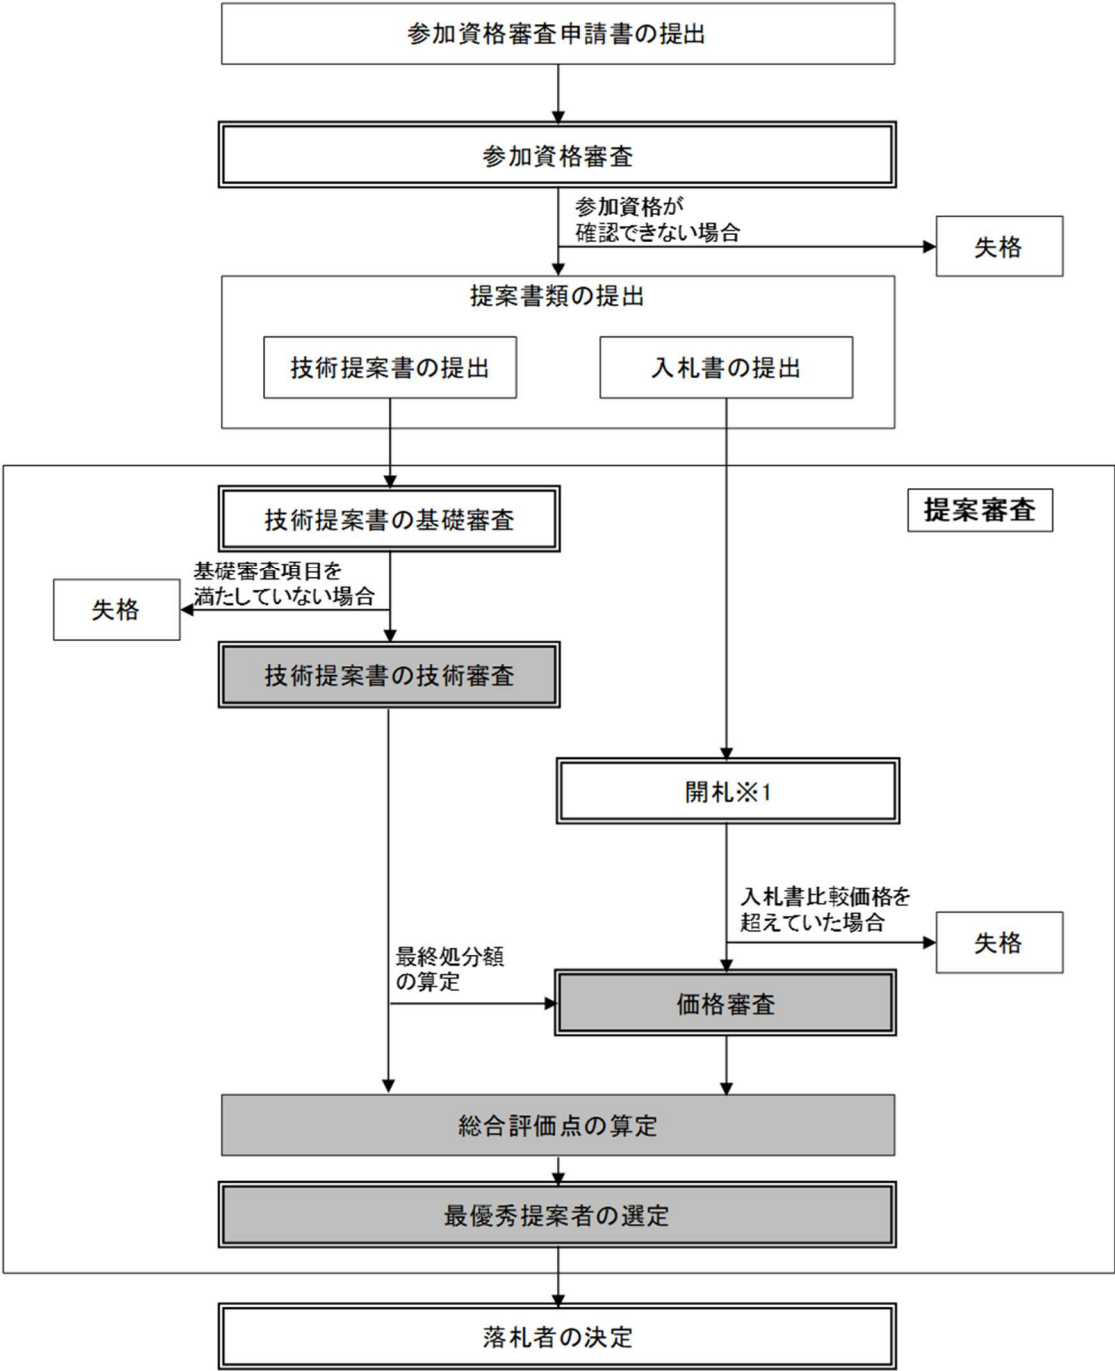 参加資格審査申請書の提出
参加資格審査
参加資格が
確認できない場合
失格
提案書類の提出
技術提案書の提出
入札書の提出
提案審査
技術提案書の基礎審査
基礎審査項目を
満たしていない場合
失格
技術提案書の技術審査
開札※1
入札書比較価格を
超えていた場合
失格
最終処分額
の算定
価格審査
総合評価点の算定
最優秀提案者の選定
落札者の決定